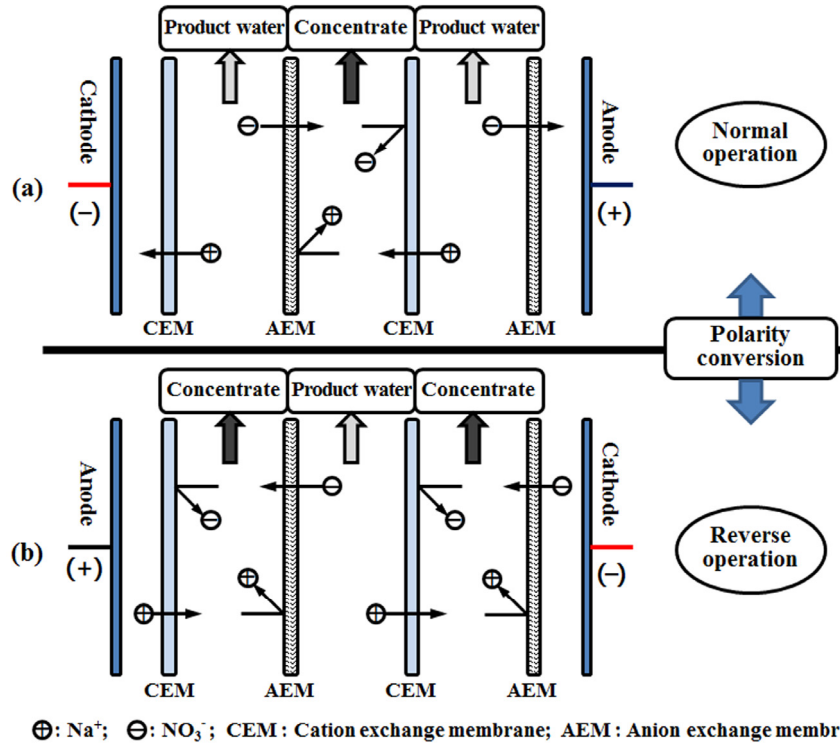 Product water Concentrate Product water
Cathode
Anode
Normal
operation
(a)
(−)
(+)
CEM AEM CEM AEM
Polarity
conversion
Concentrate Product water Concentrate
Anode
Cathode
(b)
(+)
(−)
Reverse
operation
CEM AEM CEM AEM
⊕: Na⁺; ⊖: NO₃⁻; CEM : Cation exchange membrane; AEM : Anion exchange memb